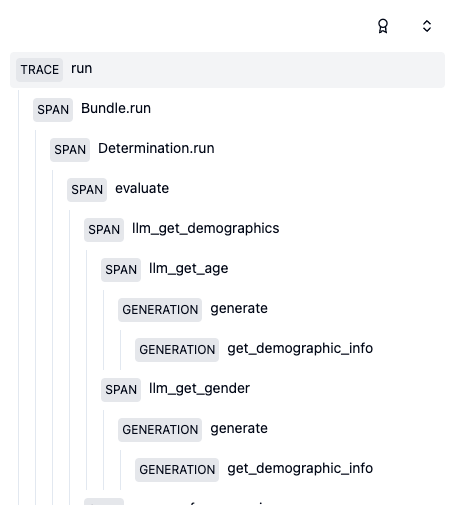 TRACE run
SPAN Bundle.run
SPAN Determination.run
SPAN evaluate
SPAN llm_get_demographics
SPAN llm_get_age
GENERATION generate
GENERATION get_demographic_info
SPAN llm_get_gender
GENERATION generate
GENERATION get_demographic_info